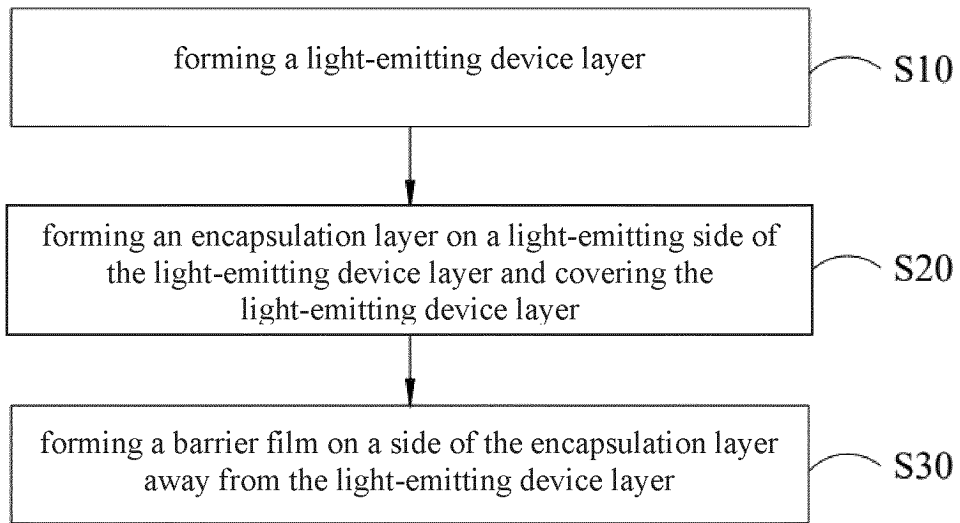 forming a light-emitting device layer
S10
forming an encapsulation layer on a light-emitting side of
the light-emitting device layer and covering the
light-emitting device layer
S20
forming a barrier film on a side of the encapsulation layer
away from the light-emitting device layer
S30